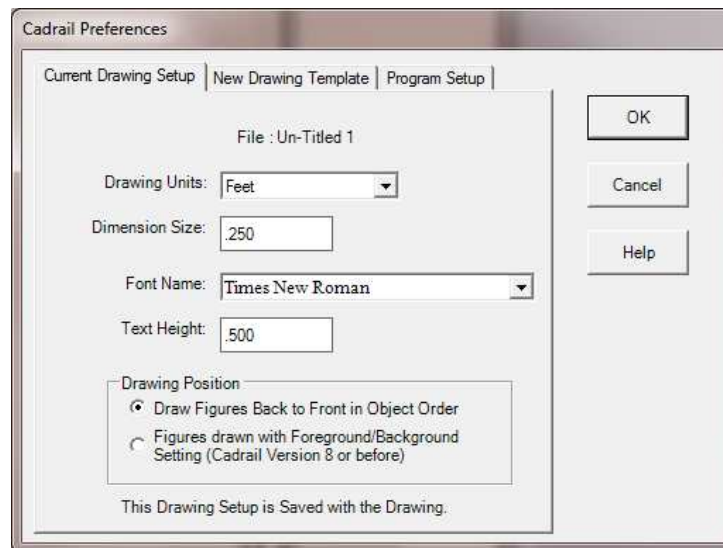 Cadrail Preferences
Current Drawing Setup
New Drawing Template
Program Setup
File : Un-Titled 1
Drawing Units:
Feet
Dimension Size:
.250
Font Name:
Times New Roman
Text Height:
.500
Drawing Position
Draw Figures Back to Front in Object Order
Figures drawn with Foreground/Background
Setting (Cadrail Version 8 or before)
This Drawing Setup is Saved with the Drawing.
OK
Cancel
Help